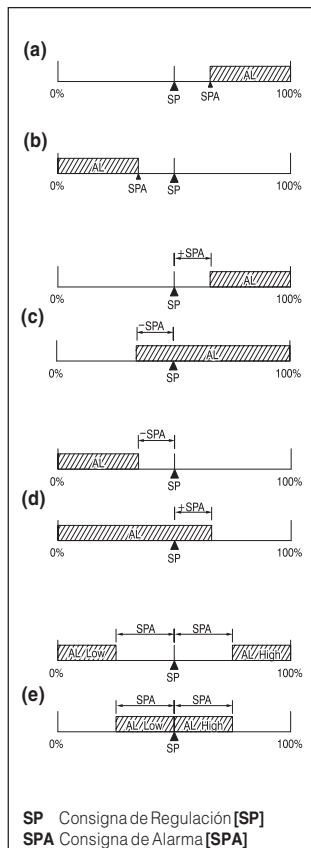 (a)
AL
0% SP SPA 100%
(b)
AL
0% SPA SP 100%
+SPA
AL
0% SP 100%
(c)
−SPA
AL
0% SP 100%
−SPA
AL
0% SP 100%
(d)
+SPA
AL
0% SP 100%
SPA SPA
AL/Low AL/High
0% SP 100%
(e)
SPA SPA
AL/Low AL/High
0% SP 100%
SP Consigna de Regulación [SP]
SPA Consigna de Alarma [SPA]